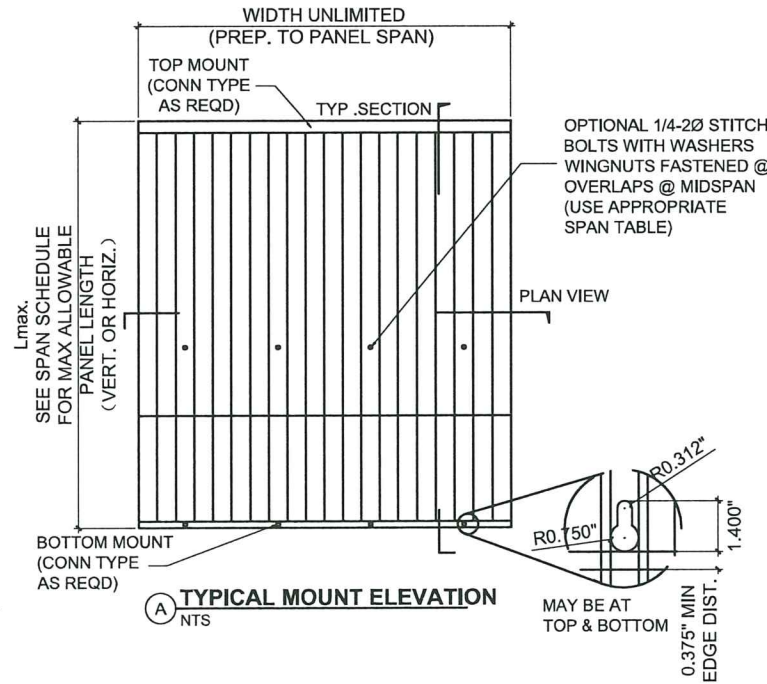 WIDTH UNLIMITED
(PREP. TO PANEL SPAN)
TOP MOUNT
(CONN TYPE
AS REQD)
TYP .SECTION
OPTIONAL 1/4-2Ø STITCH
BOLTS WITH WASHERS
WINGNUTS FASTENED @
OVERLAPS @ MIDSPAN
(USE APPROPRIATE
SPAN TABLE)
Lmax.
SEE SPAN SCHEDULE
FOR MAX ALLOWABLE
PANEL LENGTH
(VERT. OR HORIZ.)
PLAN VIEW
R0.312"
R0.750"
1.400"
0.375" MIN
EDGE DIST.
MAY BE AT
TOP & BOTTOM
BOTTOM MOUNT
(CONN TYPE
AS REQD)
A TYPICAL MOUNT ELEVATION
NTS